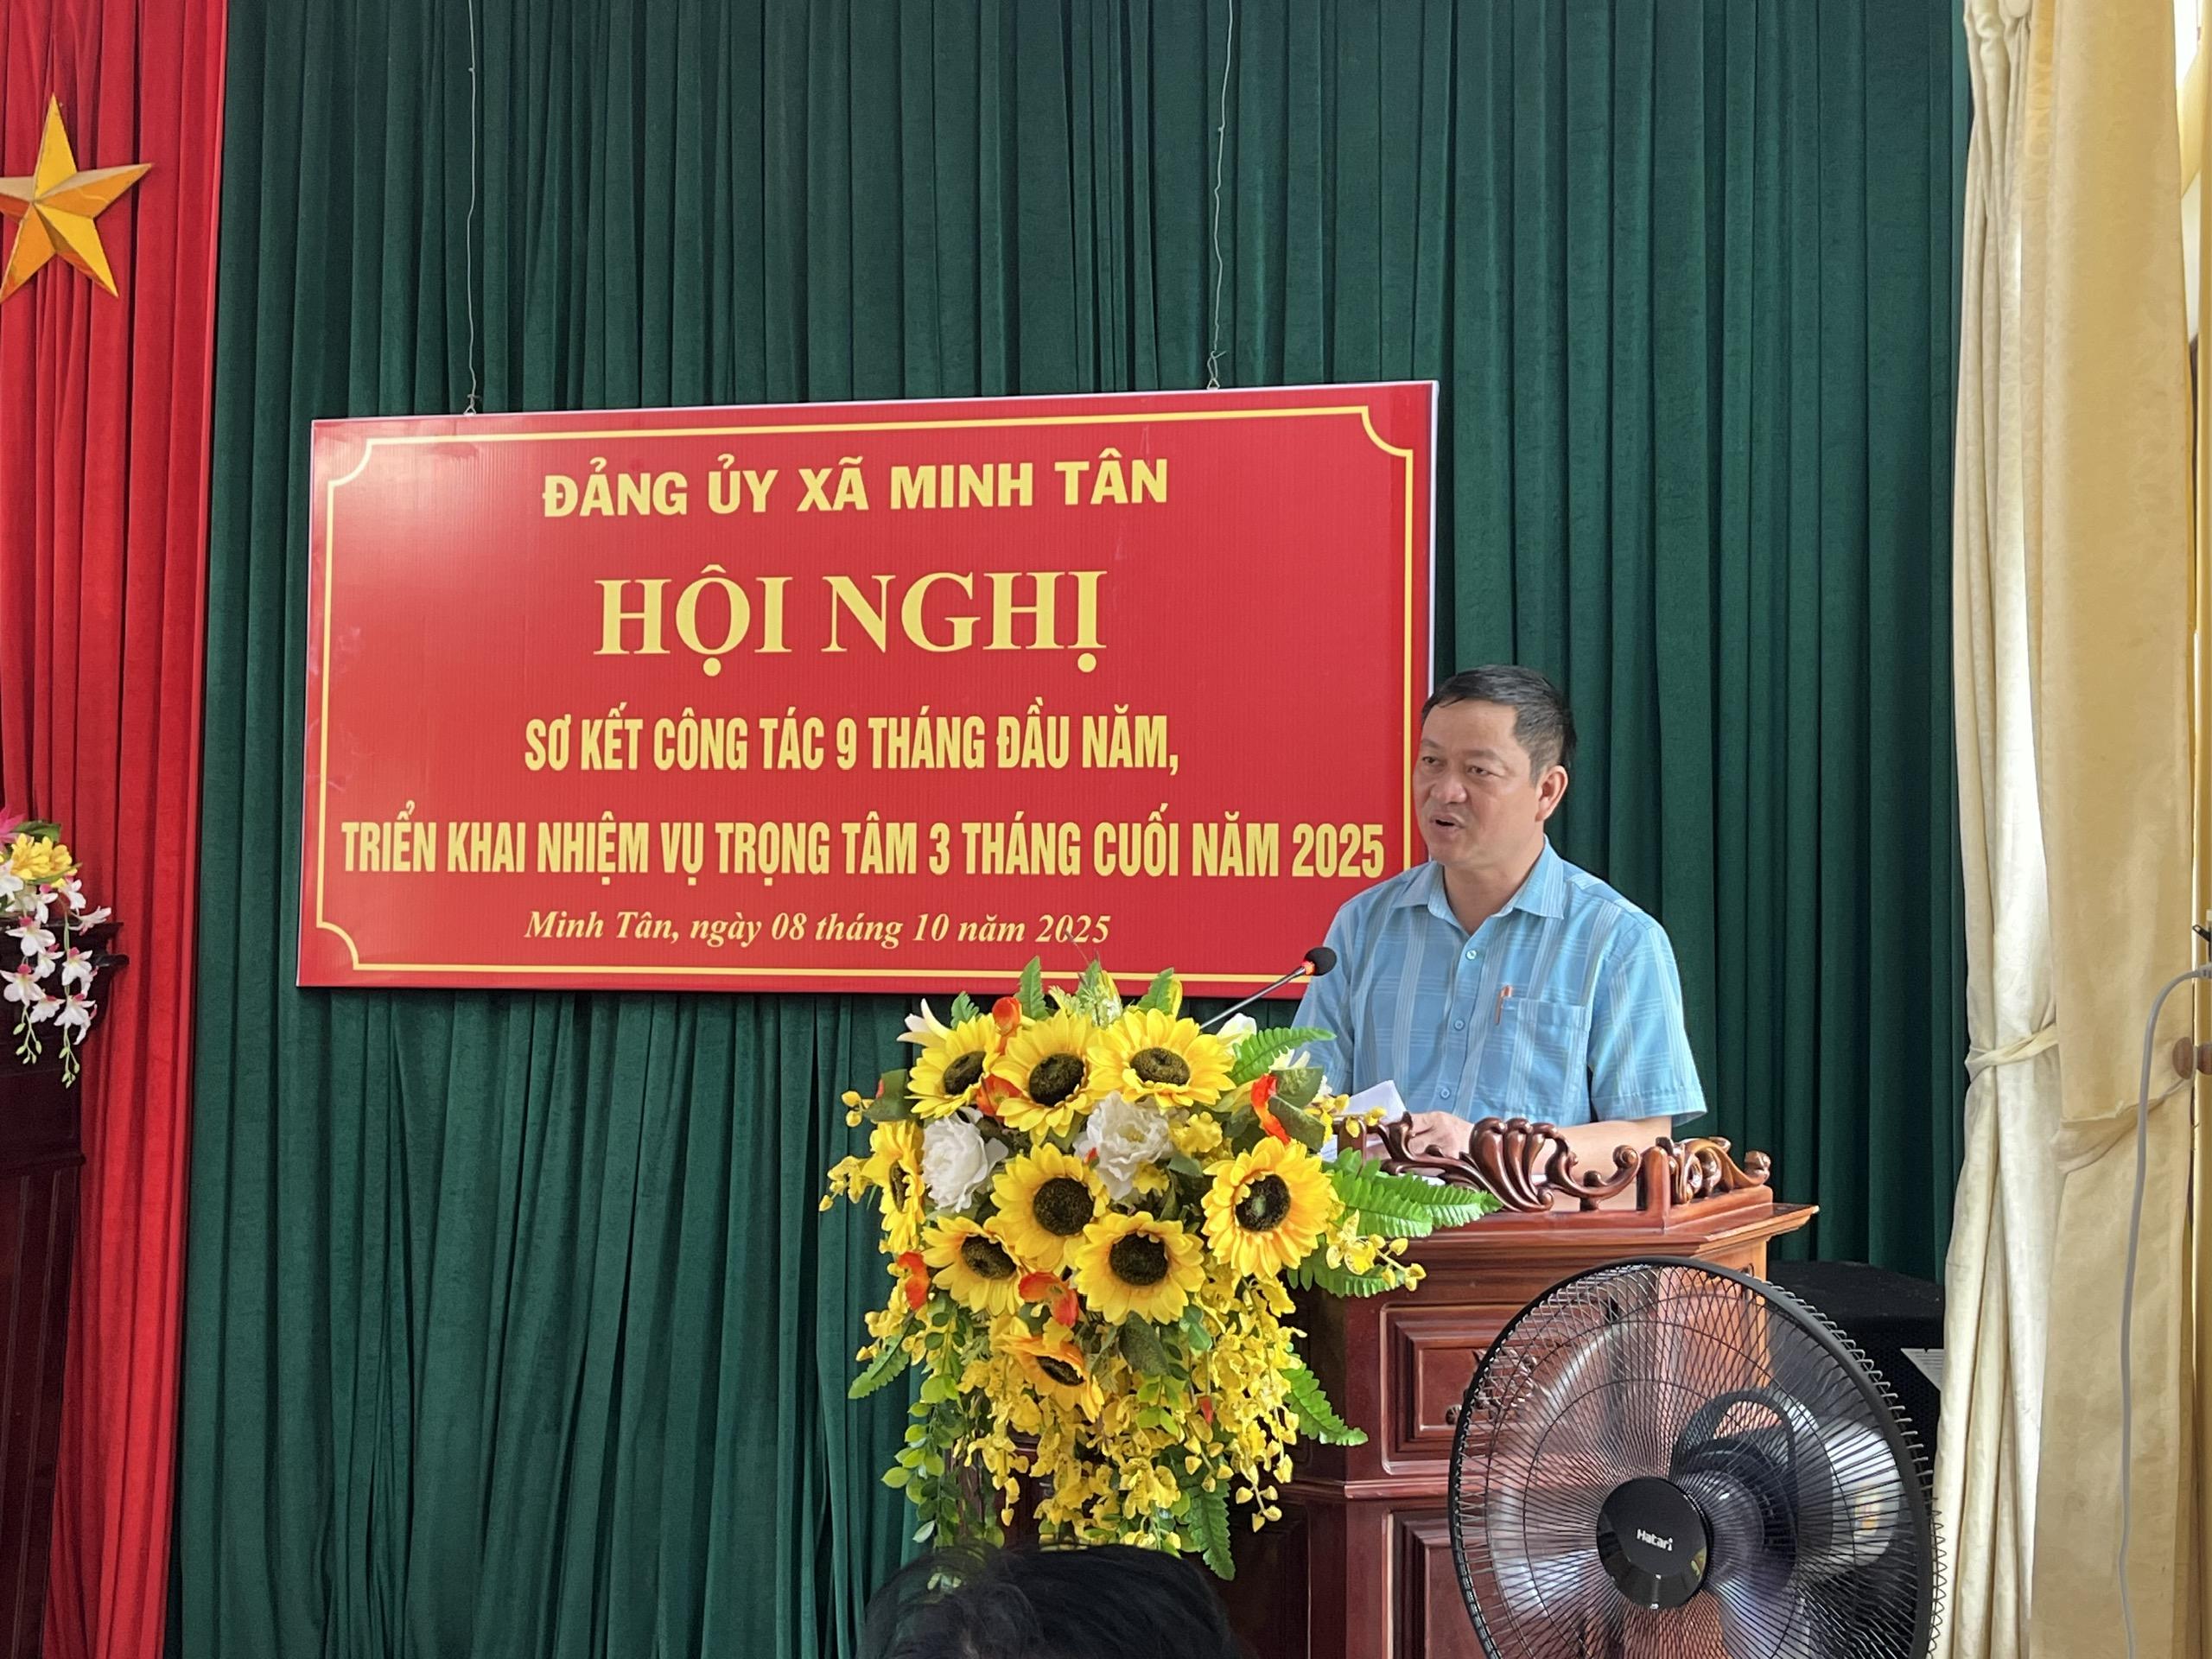 ĐẢNG ỦY XÃ MINH TÂN
HỘI NGHỊ
SƠ KẾT CÔNG TÁC 9 THÁNG ĐẦU NĂM,
TRIỂN KHAI NHIỆM VỤ TRỌNG TÂM 3 THÁNG CUỐI NĂM 2025
Minh Tân, ngày 08 tháng 10 năm 2025
Hatari